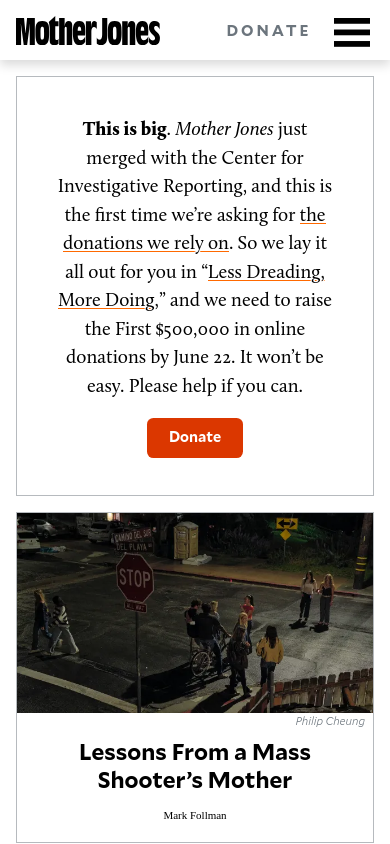 Mother Jones
DONATE
This is big. Mother Jones just
merged with the Center for
Investigative Reporting, and this is
the first time we’re asking for the
donations we rely on. So we lay it
all out for you in “Less Dreading,
More Doing,” and we need to raise
the First $500,000 in online
donations by June 22. It won’t be
easy. Please help if you can.
Donate
CAMINO DEL SUR
DEL PLAYA
STOP
ALL WAY
Philip Cheung
Lessons From a Mass
Shooter’s Mother
Mark Follman